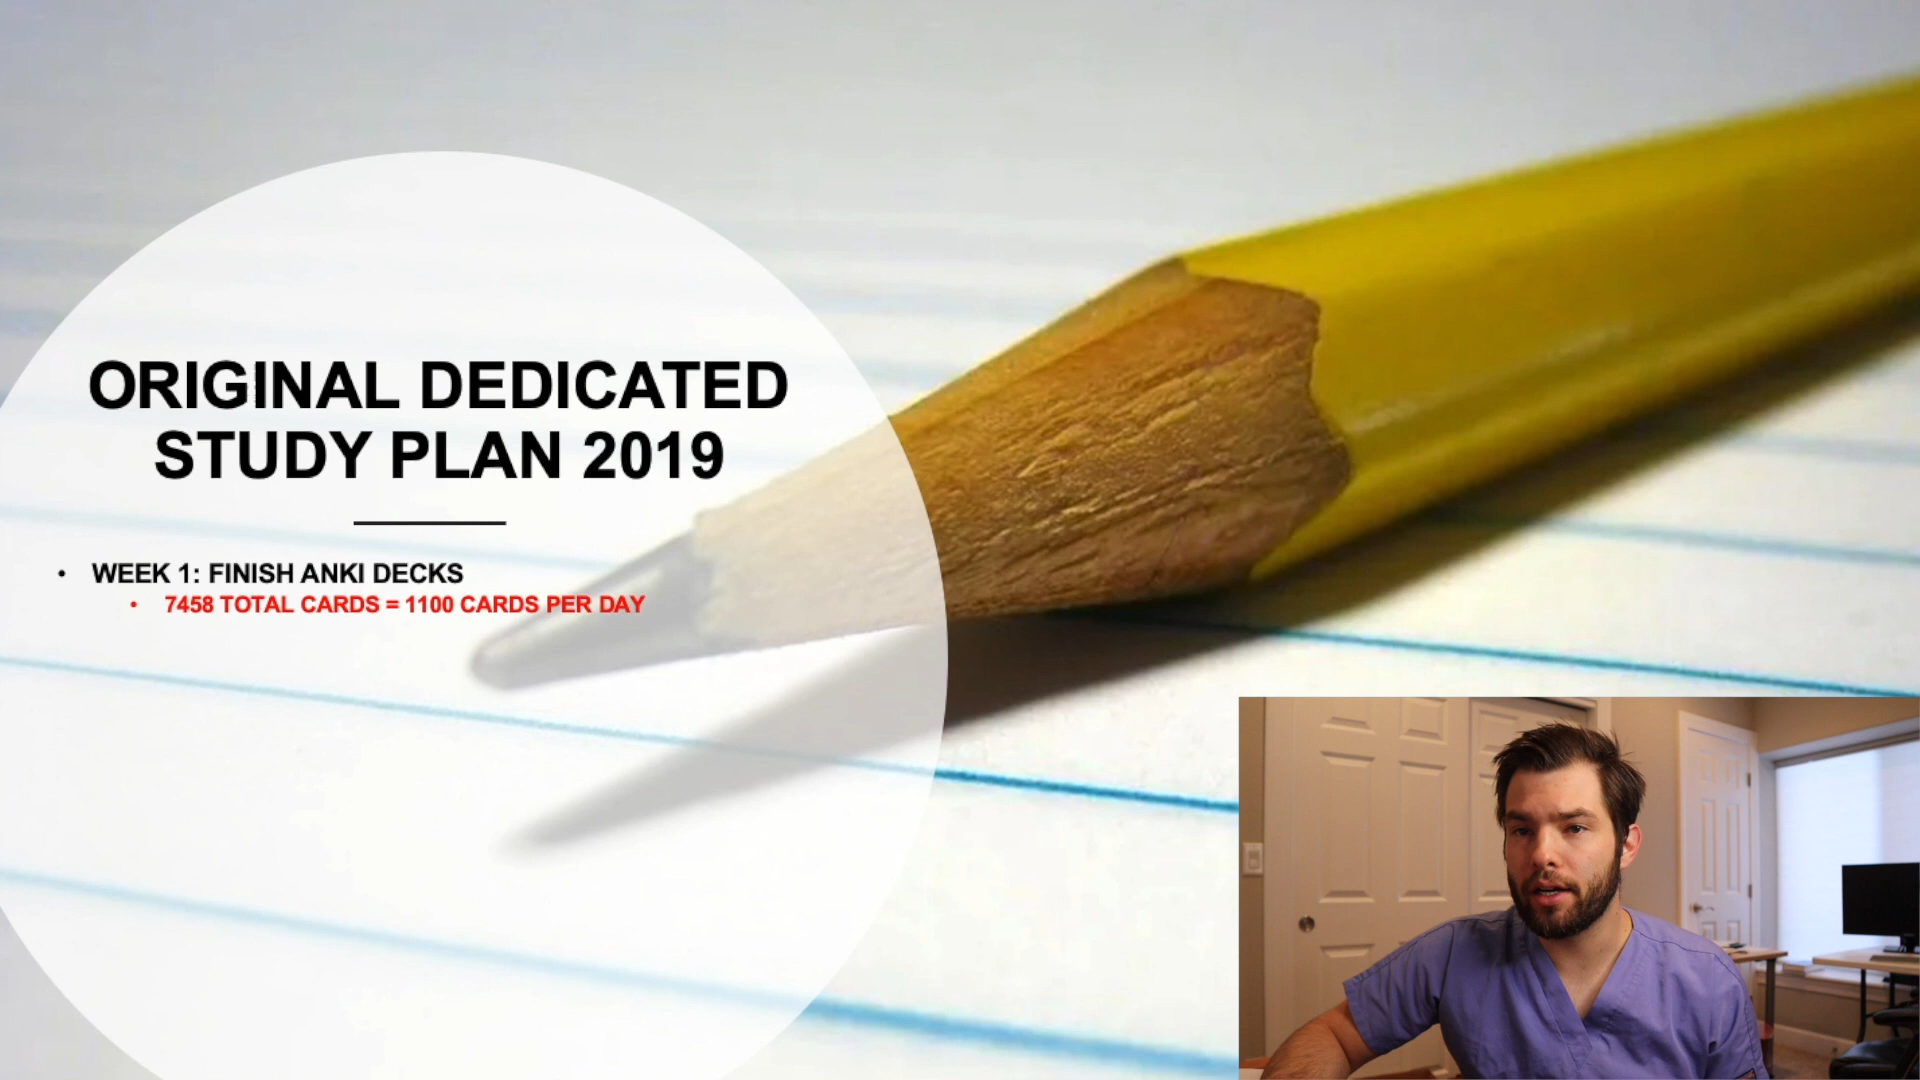 ORIGINAL DEDICATED
STUDY PLAN 2019
• WEEK 1: FINISH ANKI DECKS
• 7458 TOTAL CARDS = 1100 CARDS PER DAY